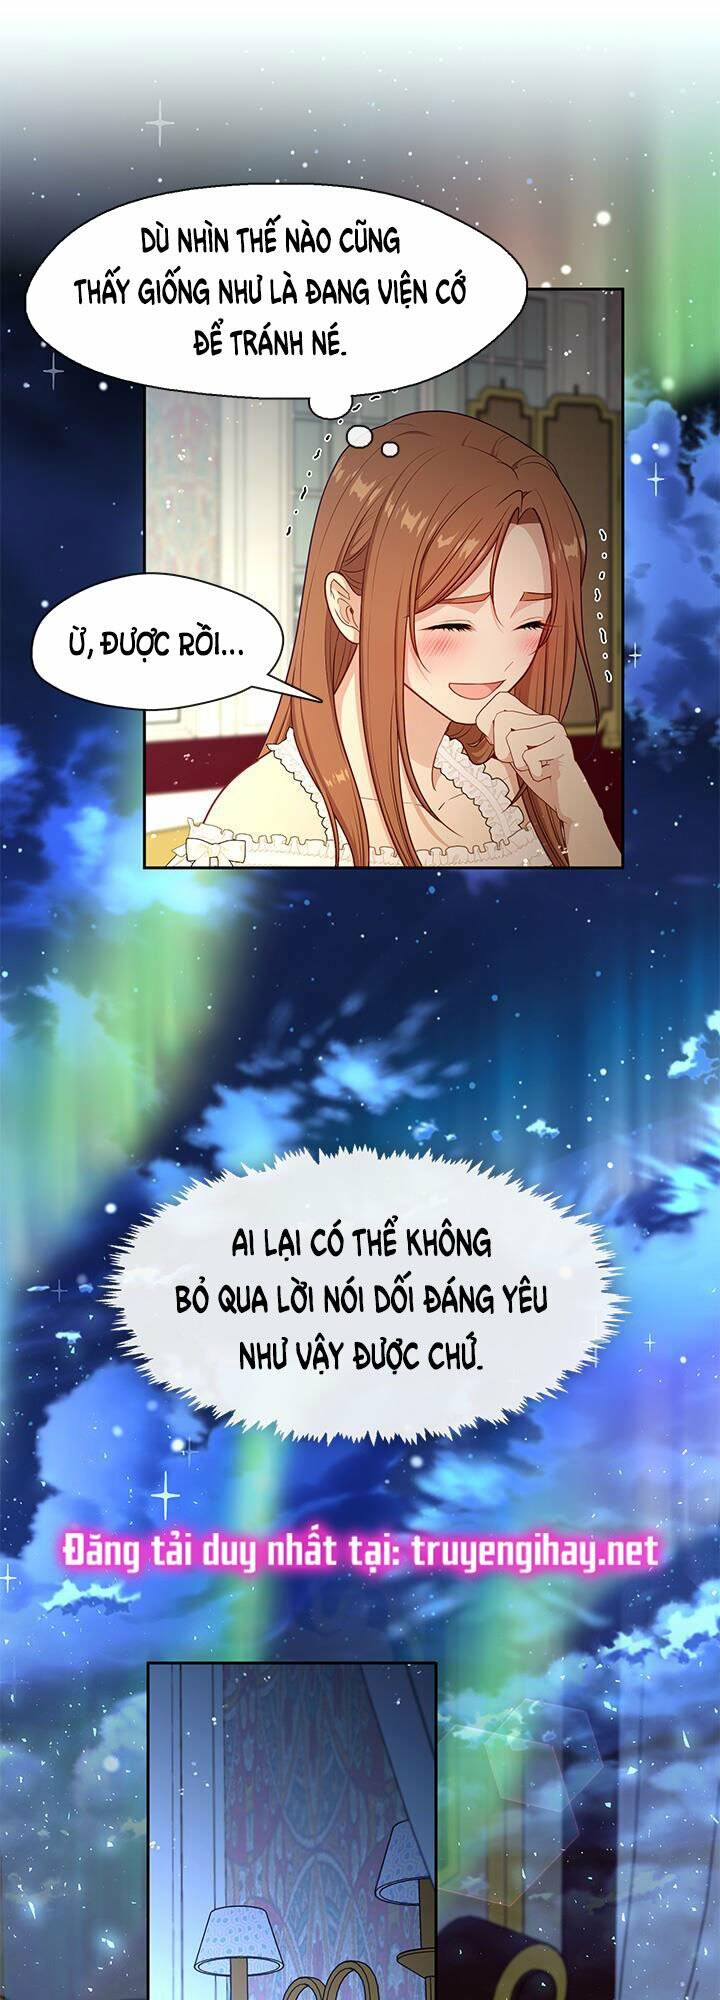 DÙ NHÌN THẾ NÀO CŨNG
THẤY GIỐNG NHƯ LÀ ĐANG VIỆN CỚ
ĐỂ TRÁNH NÉ.
Ừ, ĐƯỢC RỒI...
AI LẠI CÓ THỂ KHÔNG
BỎ QUA LỜI NÓI DỐI ĐÁNG YÊU
NHƯ VẬY ĐƯỢC CHỨ.
Đăng tải duy nhất tại: truyengihay.net